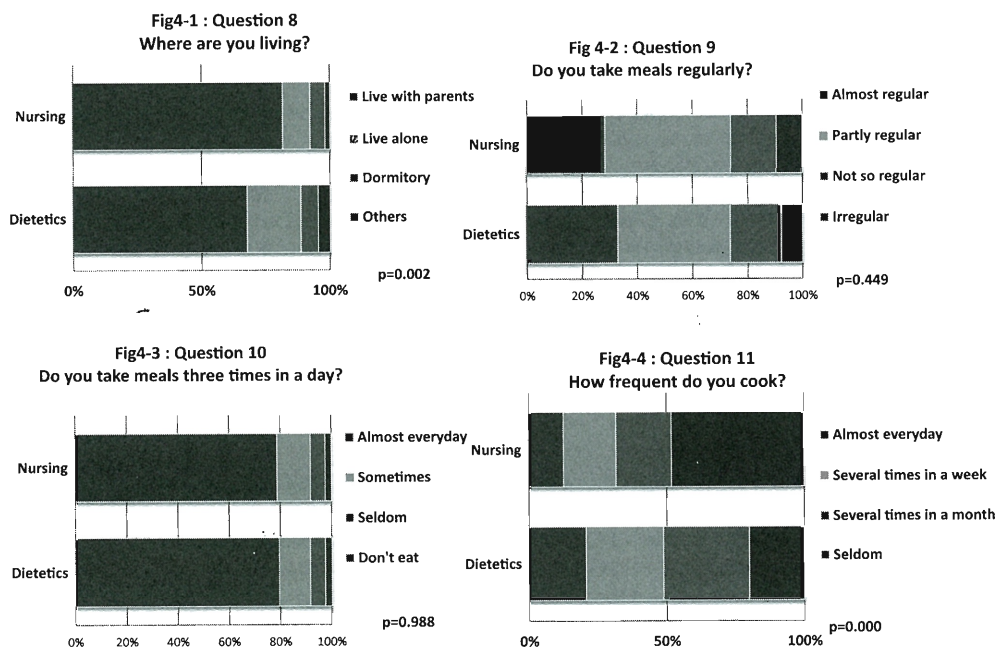 Fig4-1 : Question 8
Where are you living?
Nursing
Dietetics
0%
50%
100%
Live with parents
Live alone
Dormitory
Others
p=0.002
Fig 4-2 : Question 9
Do you take meals regularly?
Nursing
Dietetics
0%
20%
40%
60%
80%
100%
Almost regular
Partly regular
Not so regular
Irregular
p=0.449
Fig4-3 : Question 10
Do you take meals three times in a day?
Nursing
Dietetics
0%
20%
40%
60%
80%
100%
Almost everyday
Sometimes
Seldom
Don't eat
p=0.988
Fig4-4 : Question 11
How frequent do you cook?
Nursing
Dietetics
0%
50%
100%
Almost everyday
Several times in a week
Several times in a month
Seldom
p=0.000